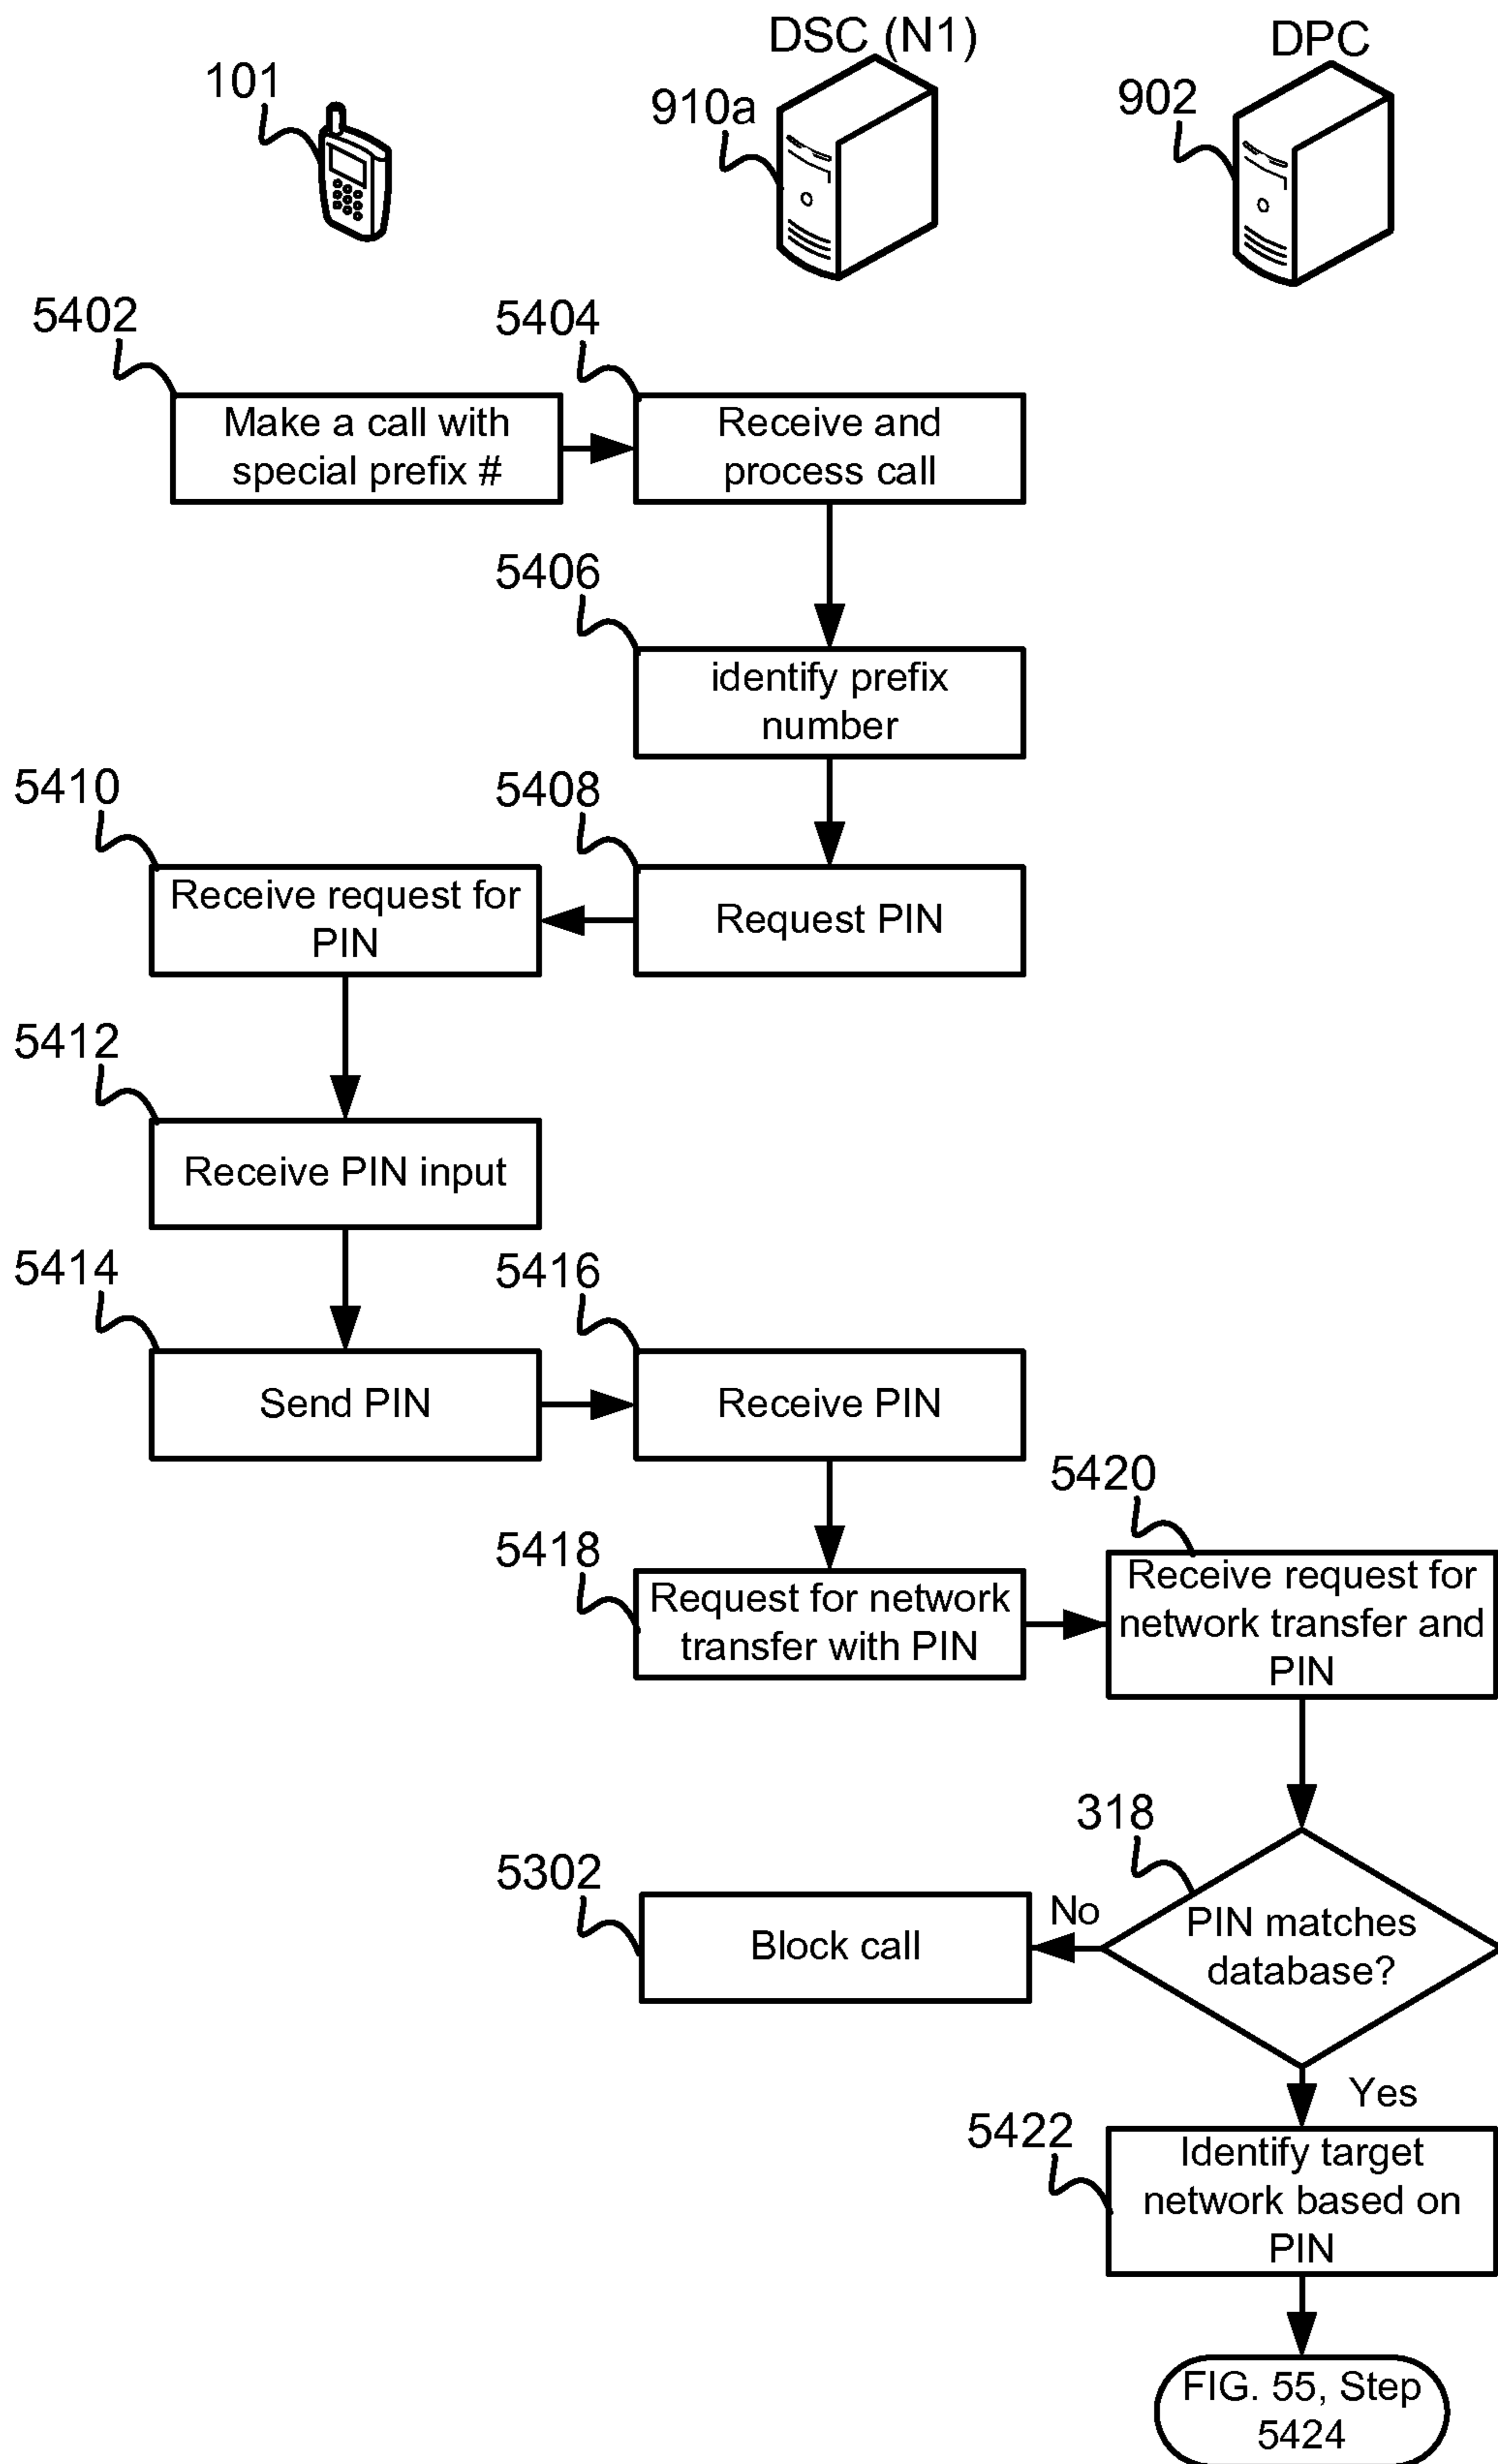 DSC (N1)
DPC
101
910a
902
5402
5404
Make a call with
special prefix #
Receive and
process call
5406
identify prefix
number
5410
5408
Receive request for
PIN
Request PIN
5412
Receive PIN input
5414
5416
Send PIN
Receive PIN
5420
5418
Request for network
transfer with PIN
Receive request for
network transfer and
PIN
318
5302
Block call
No
PIN matches
database?
Yes
5422
Identify target
network based on
PIN
FIG. 55, Step
5424